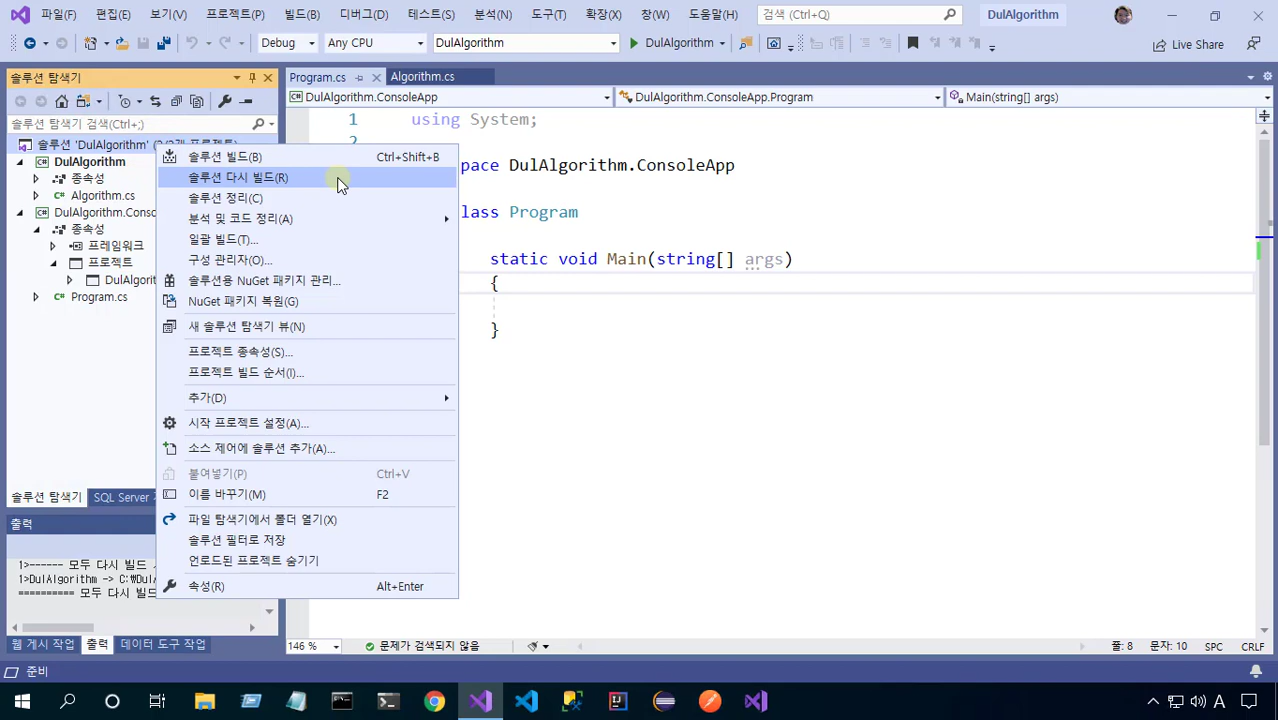 파일(F) 편집(E) 보기(V) 프로젝트(P) 빌드(B) 디버그(D) 테스트(S) 분석(N) 도구(T) 확장(X) 창(W) 도움말(H) 검색 (Ctrl+Q) DulAlgorithm
Debug Any CPU DulAlgorithm DulAlgorithm Live Share
솔루션 탐색기
Program.cs Algorithm.cs
DulAlgorithm.ConsoleApp DulAlgorithm.ConsoleApp.Program Main(string[] args)
솔루션 탐색기 검색(Ctrl+;)
솔루션 'DulAlgorithm' (2/2개 프로젝트)
DulAlgorithm
종속성
Algorithm.cs
DulAlgorithm.Conso
종속성
프레임워크
프로젝트
DulAlgorit
Program.cs
솔루션 빌드(B) Ctrl+Shift+B
솔루션 다시 빌드(R)
솔루션 정리(C)
분석 및 코드 정리(A)
일괄 빌드(T)...
구성 관리자(O)...
솔루션용 NuGet 패키지 관리...
NuGet 패키지 복원(G)
새 솔루션 탐색기 뷰(N)
프로젝트 종속성(S)...
프로젝트 빌드 순서(I)...
추가(D)
시작 프로젝트 설정(A)...
소스 제어에 솔루션 추가(A)...
붙여넣기(P) Ctrl+V
이름 바꾸기(M) F2
파일 탐색기에서 폴더 열기(X)
솔루션 필터로 저장
언로드된 프로젝트 숨기기
속성(R) Alt+Enter
1 using System;
2
pace DulAlgorithm.ConsoleApp
lass Program
static void Main(string[] args)
{
}
솔루션 탐색기 SQL Server
출력
1>------ 모두 다시 빌드
1>DulAlgorithm -> C:₩Dul
========== 모두 다시 빌드
웹 게시 작업 출력 데이터 도구 작업
146 % 문제가 검색되지 않음 줄: 8 문자: 10 SPC CRLF
준비
A